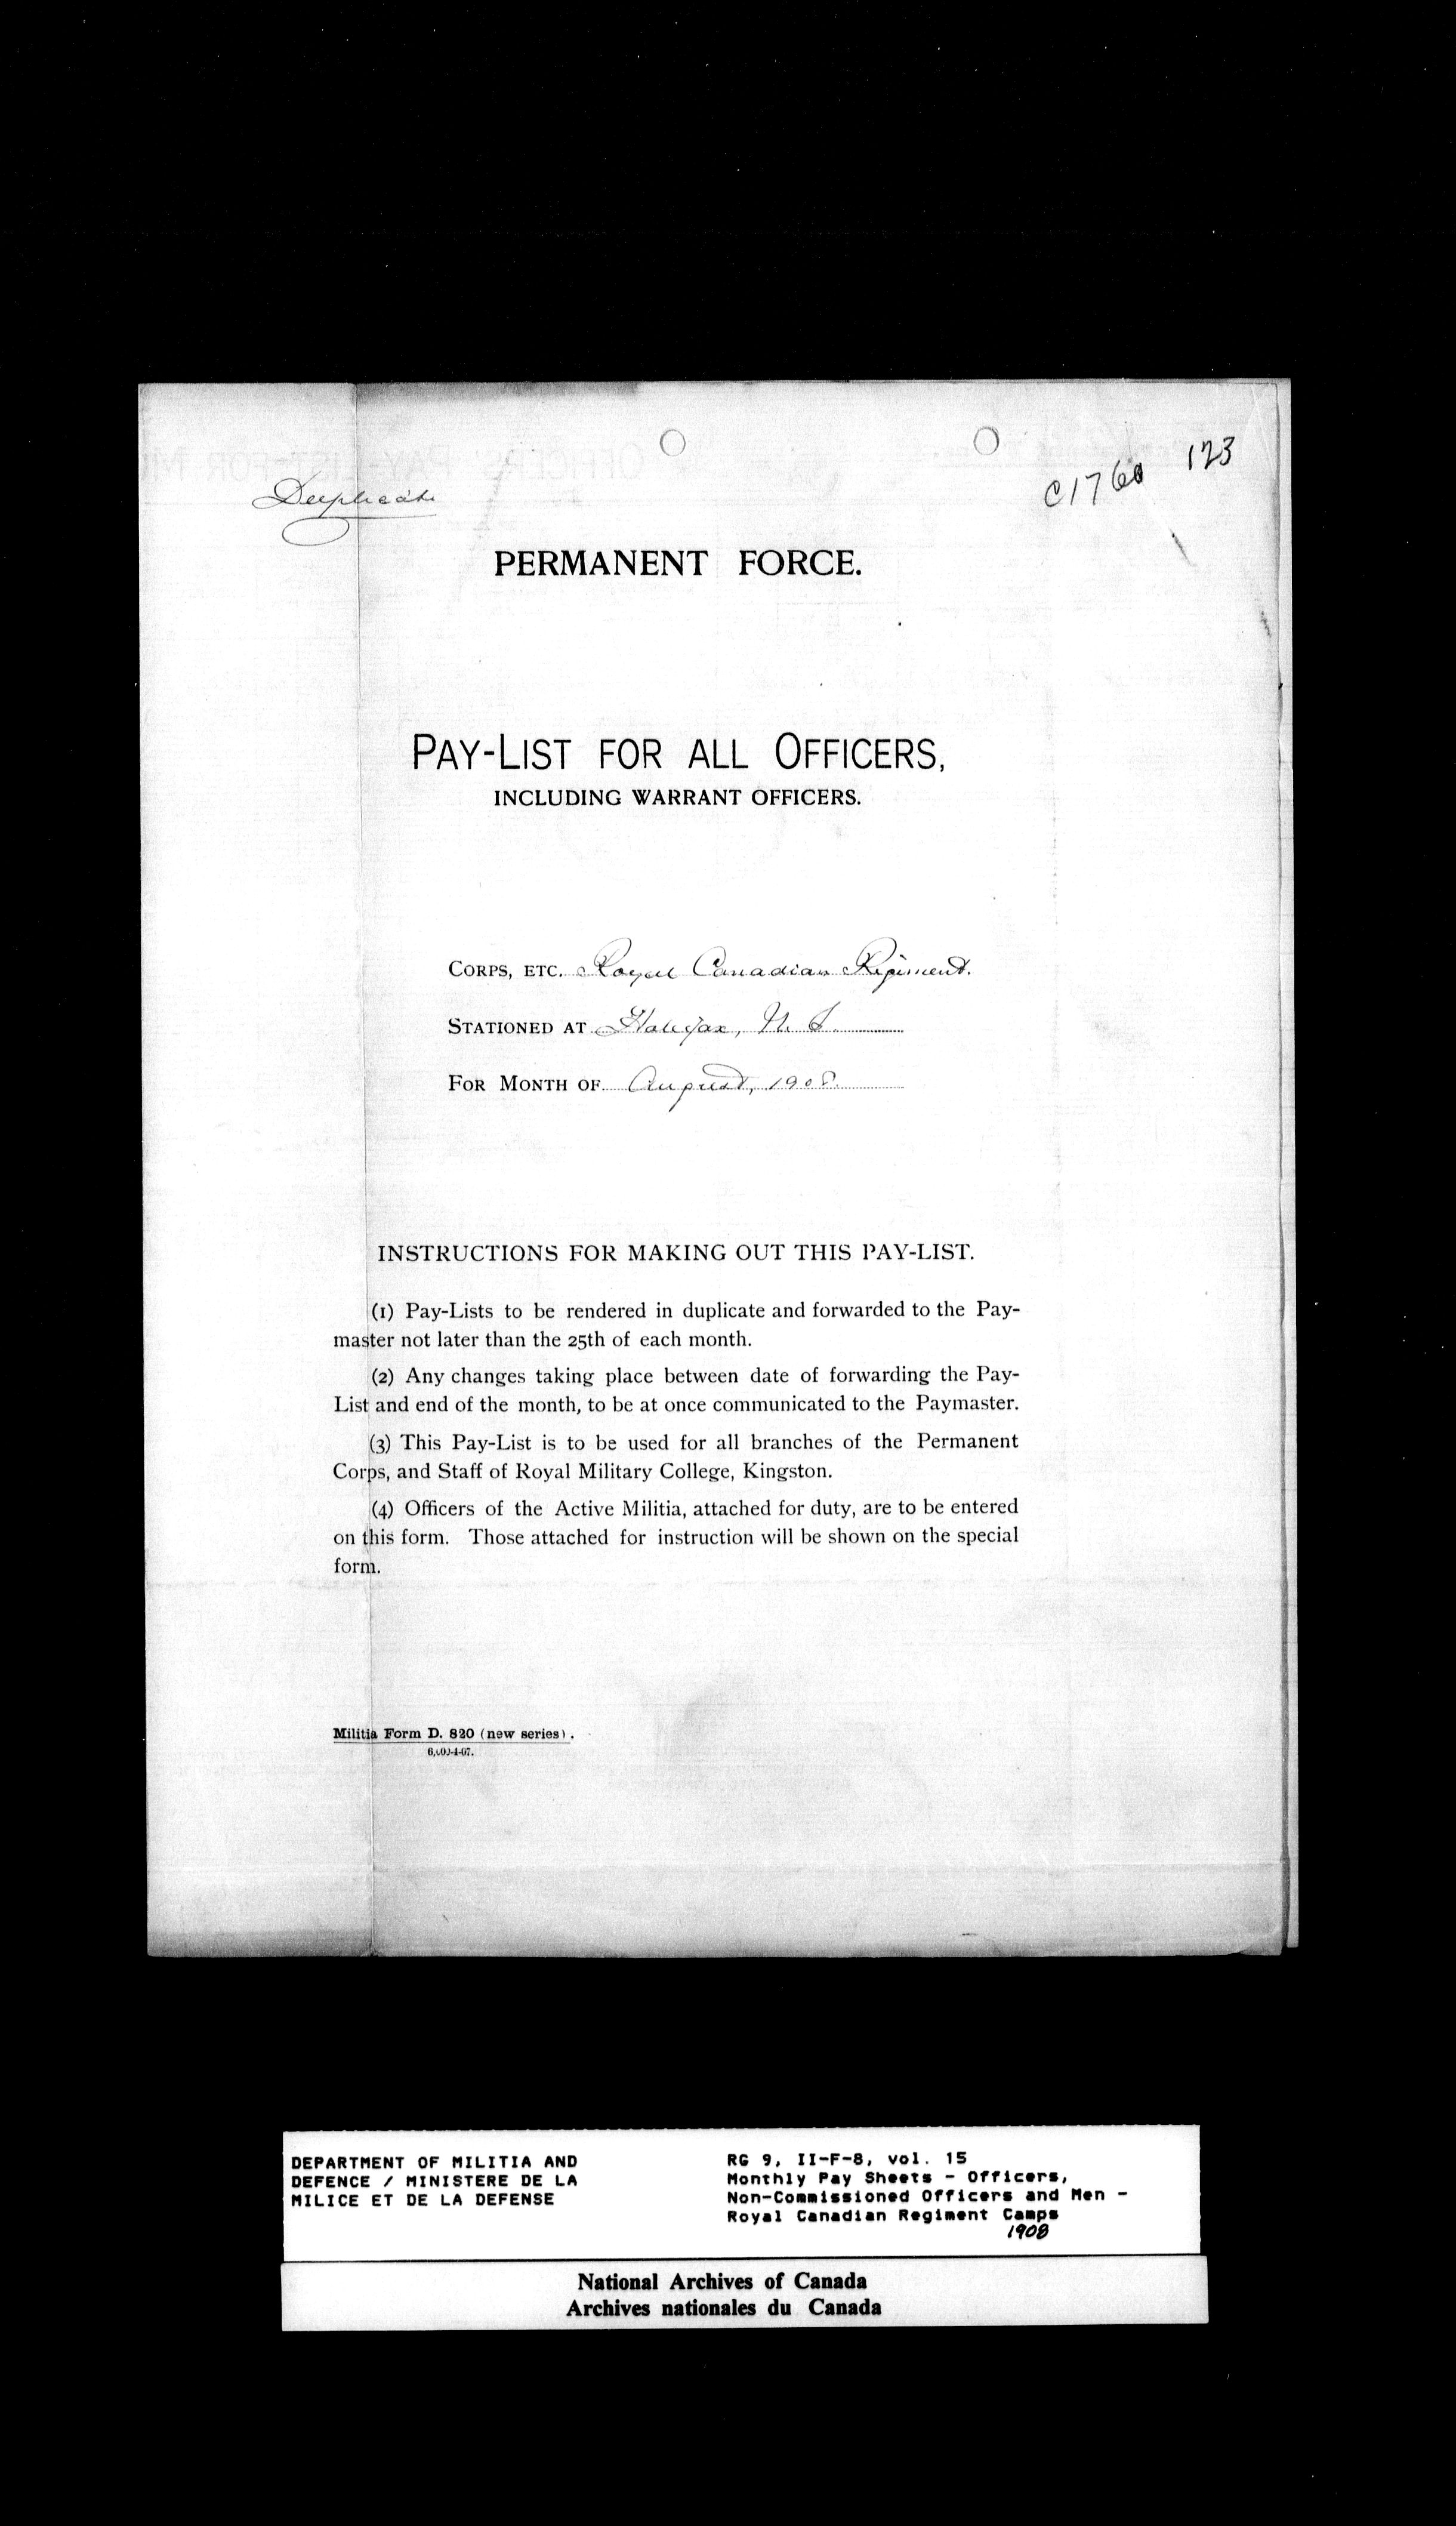 Duplicate
C1760 123
PERMANENT FORCE.
PAY-LIST FOR ALL OFFICERS,
INCLUDING WARRANT OFFICERS.
CORPS, ETC. Royal Canadian Regiment.
STATIONED AT Halifax, N. S.
FOR MONTH OF August, 1908.
INSTRUCTIONS FOR MAKING OUT THIS PAY-LIST.
(1) Pay-Lists to be rendered in duplicate and forwarded to the Pay-
master not later than the 25th of each month.
(2) Any changes taking place between date of forwarding the Pay-
List and end of the month, to be at once communicated to the Paymaster.
(3) This Pay-List is to be used for all branches of the Permanent
Corps, and Staff of Royal Military College, Kingston.
(4) Officers of the Active Militia, attached for duty, are to be entered
on this form. Those attached for instruction will be shown on the special
form.
Militia Form D. 820 (new series).
6,000-4-07.
DEPARTMENT OF MILITIA AND
DEFENCE / MINISTERE DE LA
MILICE ET DE LA DEFENSE
RG 9, II-F-8, vol. 15
Monthly Pay Sheets - Officers,
Non-Commissioned Officers and Men -
Royal Canadian Regiment Camps
1908
National Archives of Canada
Archives nationales du Canada